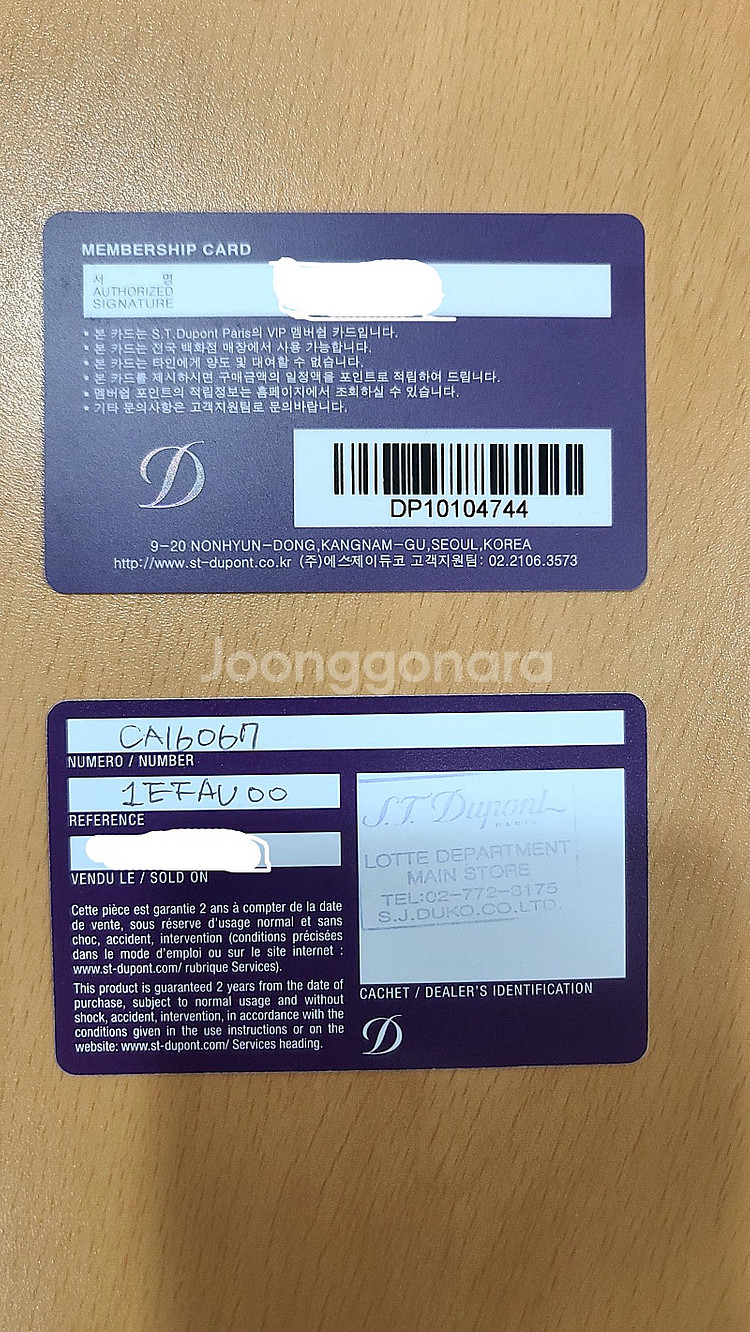 MEMBERSHIP CARD
서 명
AUTHORIZED
SIGNATURE
• 본 카드는 S.T.Dupont Paris의 VIP 멤버쉽 카드입니다.
• 본 카드는 전국 백화점 매장에서 사용 가능합니다.
• 본 카드는 타인에게 양도 및 대여할 수 없습니다.
• 본 카드를 제시하시면 구매금액의 일정액을 포인트로 적립하여 드립니다.
• 멤버쉽 포인트의 적립정보는 홈페이지에서 조회하실 수 있습니다.
• 기타 문의사항은 고객지원팀로 문의바랍니다.
D
DP10104744
9-20 NONHYUN-DONG,KANGNAM-GU,SEOUL,KOREA
http://www.st-dupont.co.kr (주)에스제이듀코 고객지원팀: 02.2106.3573
Joonggonara
CA16067
NUMERO / NUMBER
1EFAU00
REFERENCE
VENDU LE / SOLD ON
Cette pièce est garantie 2 ans à compter de la date
de vente, sous réserve d'usage normal et sans
choc, accident, intervention (conditions précisées
dans le mode d'emploi ou sur le site internet :
www.st-dupont.com/ rubrique Services).
This product is guaranteed 2 years from the date of
purchase, subject to normal usage and without
shock, accident, intervention, in accordance with the
conditions given in the use instructions or on the
website: www.st-dupont.com/ Services heading.
S.T. Dupont
PARIS
LOTTE DEPARTMENT
MAIN STORE
TEL:02-772-3175
S.J.DUKO.CO.LTD.
CACHET / DEALER'S IDENTIFICATION
D